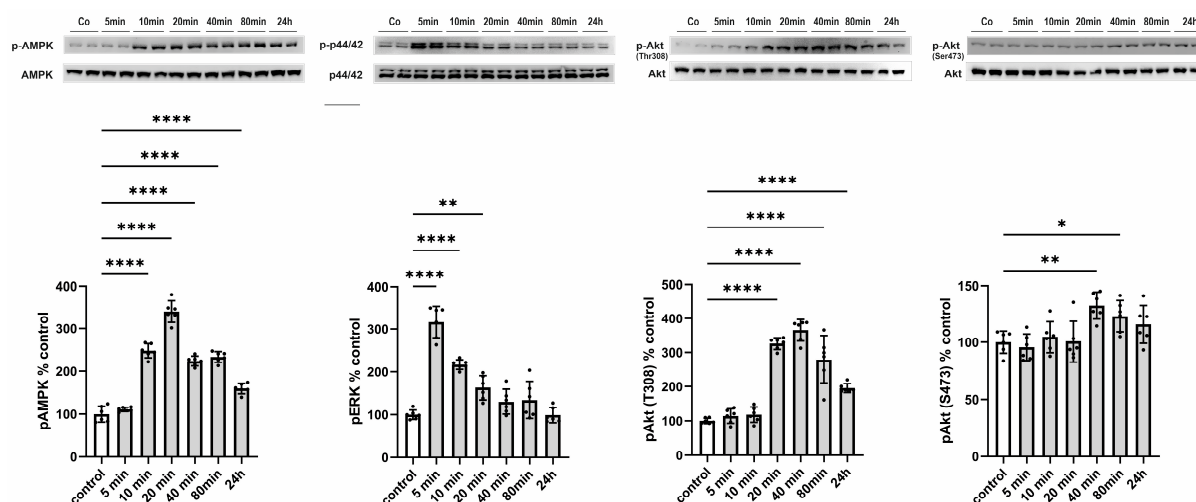 Co 5min 10min 20min 40min 80min 24h
p-AMPK
AMPK
Co 5min 10min 20min 40min 80min 24h
p-p44/42
p44/42
Co 5min 10min 20min 40min 80min 24h
p-Akt
(Thr308)
Akt
Co 5min 10min 20min 40min 80min 24h
p-Akt
(Ser473)
Akt
****
****
****
****
****
pAMPK % control
400
300
200
100
0
control
5 min
10 min
20 min
40 min
80min
24h
**
****
****
pERK % control
400
300
200
100
0
control
5 min
10 min
20 min
40 min
80min
24h
****
****
****
****
pAkt (T308) % control
500
400
300
200
100
0
control
5 min
10 min
20 min
40 min
80 min
24h
*
**
pAkt (S473) % control
150
100
50
0
control
5 min
10 min
20 min
40 min
80min
24h